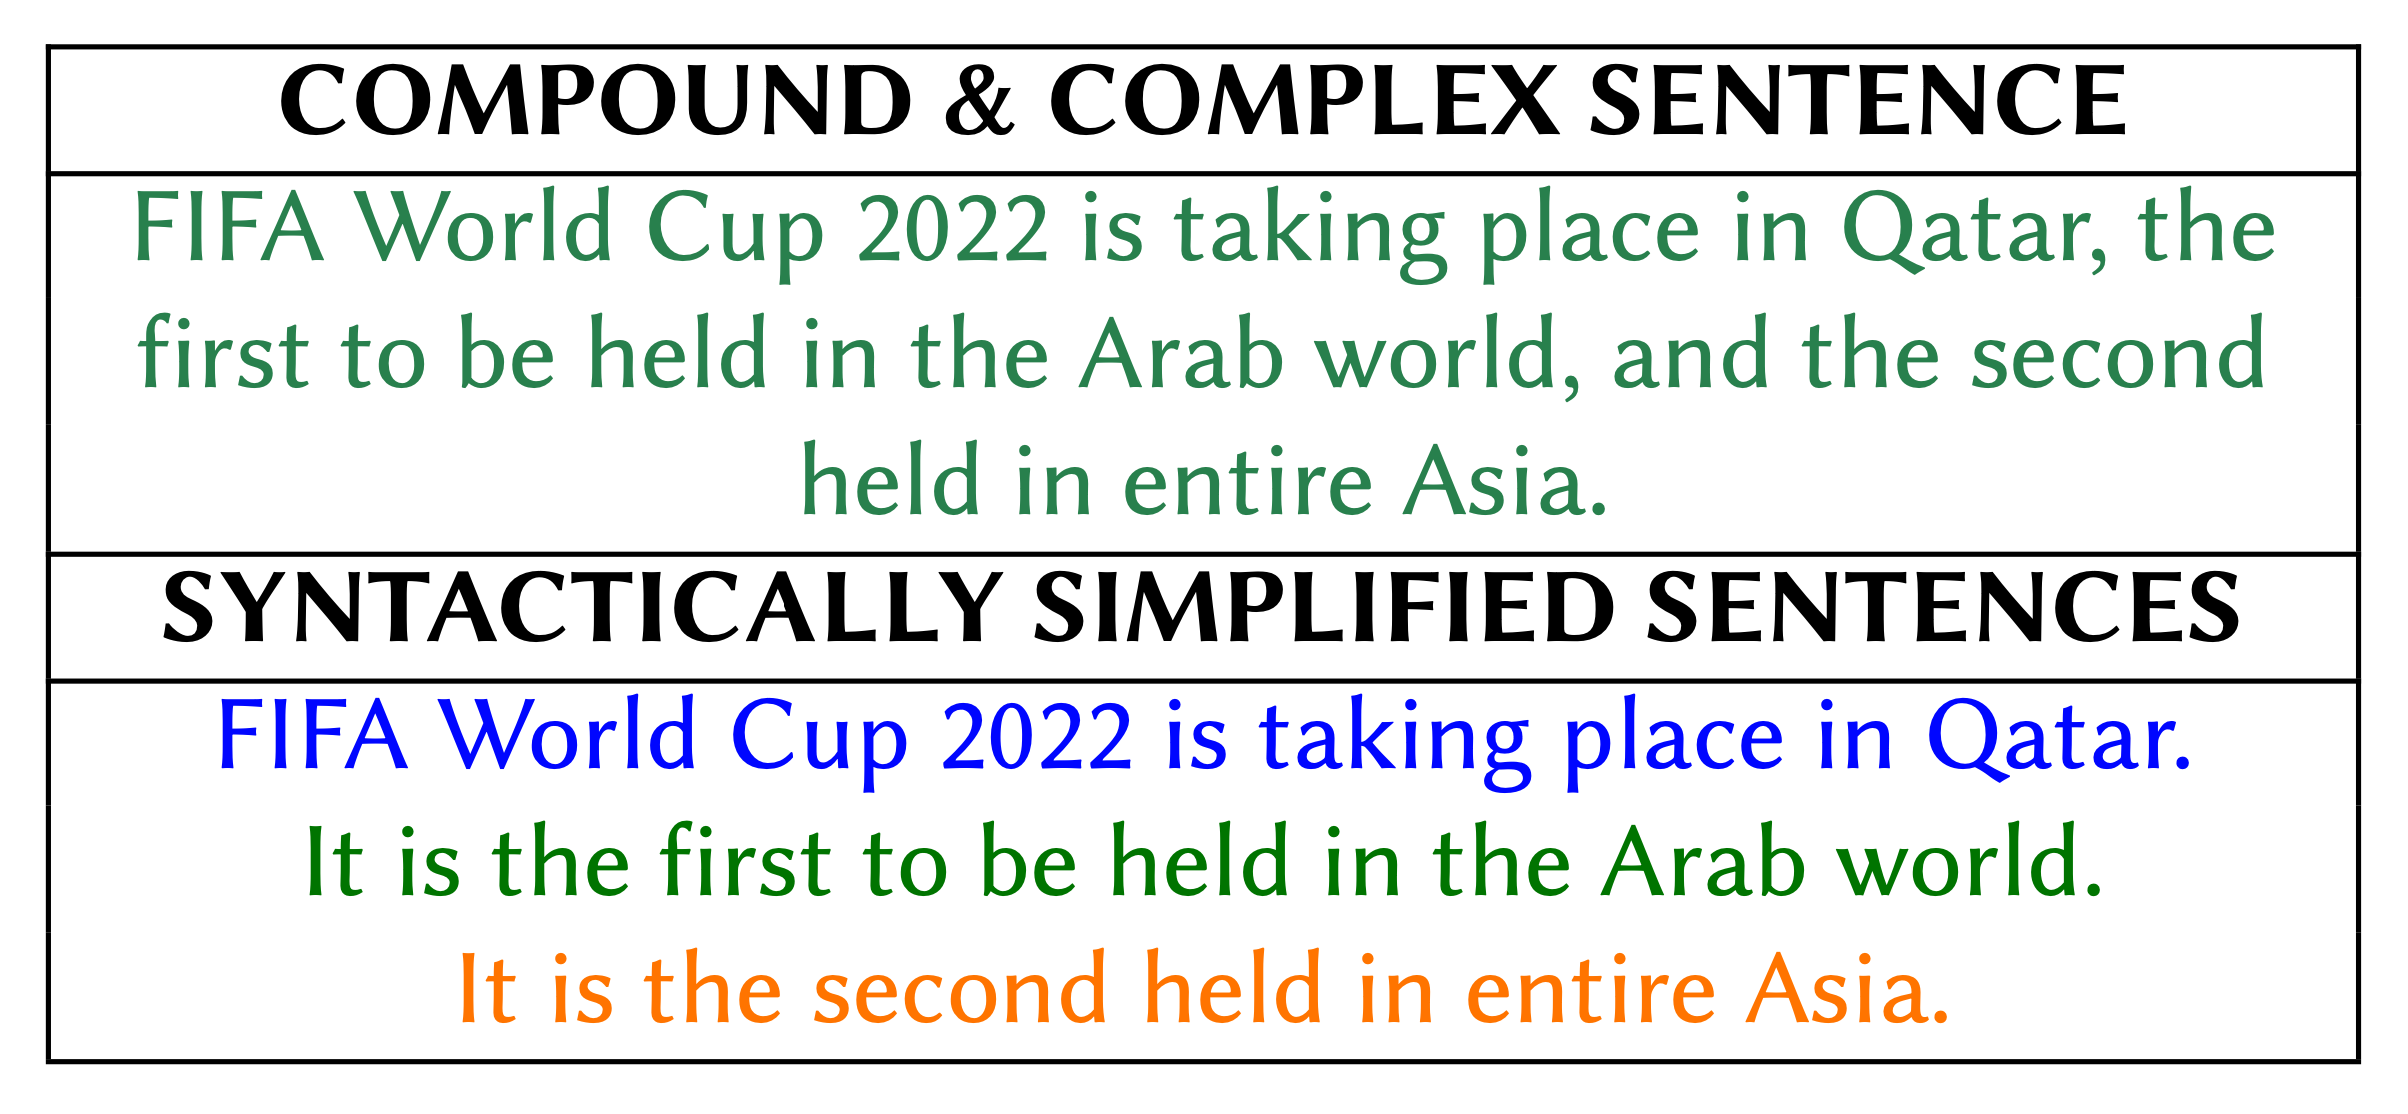 COMPOUND & COMPLEX SENTENCE
FIFA World Cup 2022 is taking place in Qatar, the
first to be held in the Arab world, and the second
held in entire Asia.
SYNTACTICALLY SIMPLIFIED SENTENCES
FIFA World Cup 2022 is taking place in Qatar.
It is the first to be held in the Arab world.
It is the second held in entire Asia.